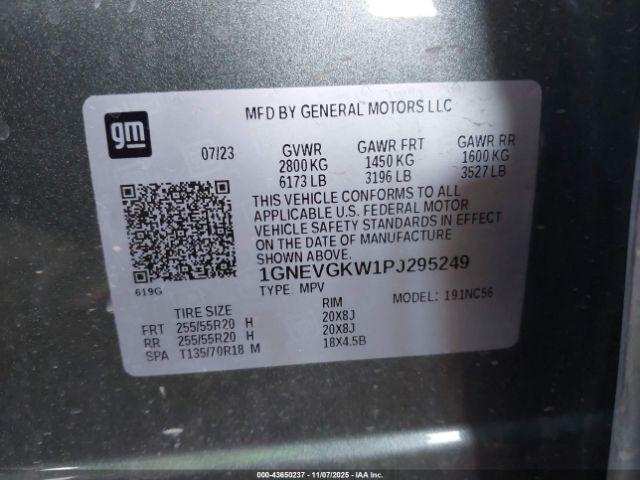 gm
MFD BY GENERAL MOTORS LLC
07/23 GVWR GAWR FRT GAWR RR
2800 KG 1450 KG 1600 KG
6173 LB 3196 LB 3527 LB
THIS VEHICLE CONFORMS TO ALL
APPLICABLE U.S. FEDERAL MOTOR
VEHICLE SAFETY STANDARDS IN EFFECT
ON THE DATE OF MANUFACTURE
SHOWN ABOVE.
1GNEVGKW1PJ295249
619G
TYPE: MPV MODEL: 191NC56
TIRE SIZE RIM
FRT 255/55R20 H 20X8J
RR 255/55R20 H 20X8J
SPA T135/70R18 M 18X4.5B
00-43650237 — 11/07/2025 — IAA Inc.